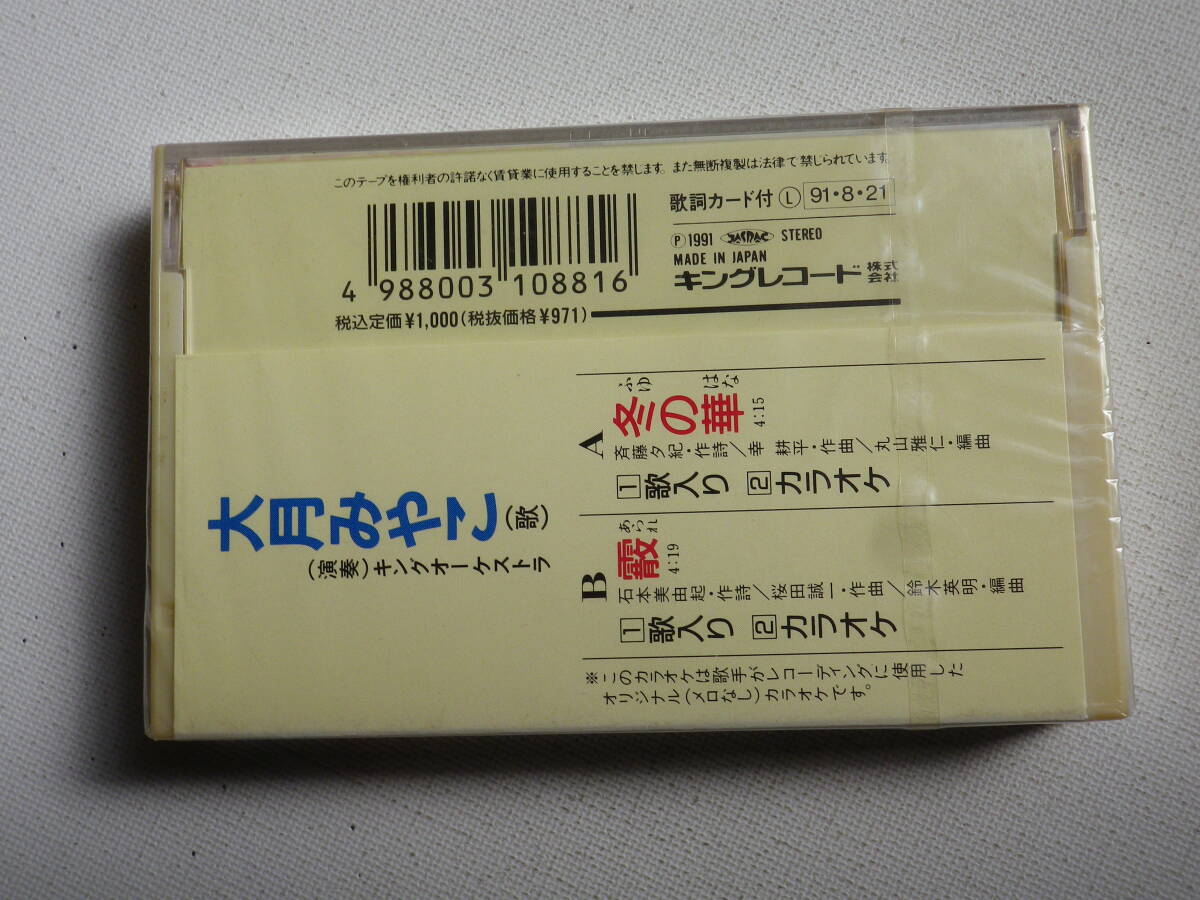 このテープを権利者の許諾なく賃貸業に使用することを禁じます。また無断複製は法律で禁じられています。
歌詞カード付 Ⓛ 91・8・21
Ⓟ1991 JASRAC STEREO
MADE IN JAPAN
キングレコード株式会社
4 988003 108816
税込定価¥1,000(税抜価格¥971)
大月みやこ(歌)
(演奏)キングオーケストラ
A
ふゆ はな
冬の華 4:15
斉藤夕紀・作詩/幸 耕平・作曲/丸山雅仁・編曲
1 歌入り 2 カラオケ
B
あられ
霰 4:19
石本美由起・作詩/桜田誠一・作曲/鈴木英明・編曲
1 歌入り 2 カラオケ
※このカラオケは歌手がレコーディングに使用した
オリジナル(メロなし)カラオケです。